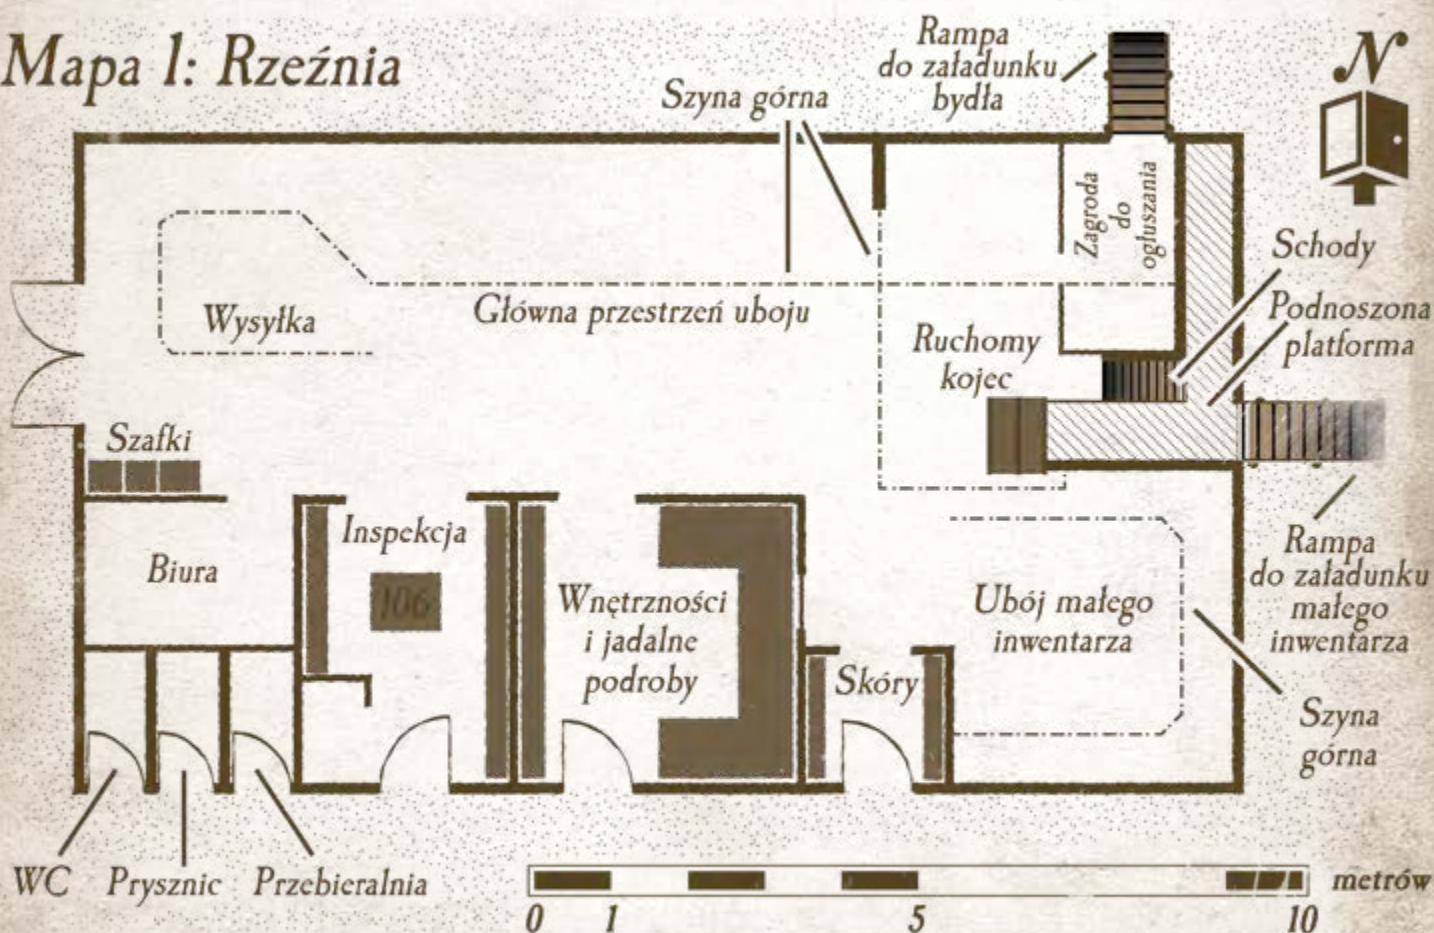 Mapa 1: Rzeźnia
Rampa
do załadunku
bydła
N
Szyna górna
Zagroda
do
ogłuszania
Schody
Podnoszona
platforma
Wysyłka
Główna przestrzeń uboju
Ruchomy
kojec
Szafki
Inspekcja
Biura
106
Wnętrzności
i jadalne
podroby
Skóry
Ubój małego
inwentarza
Rampa
do załadunku
małego
inwentarza
Szyna
górna
WC
Prysznic
Przebieralnia
metrów
0 1 5 10